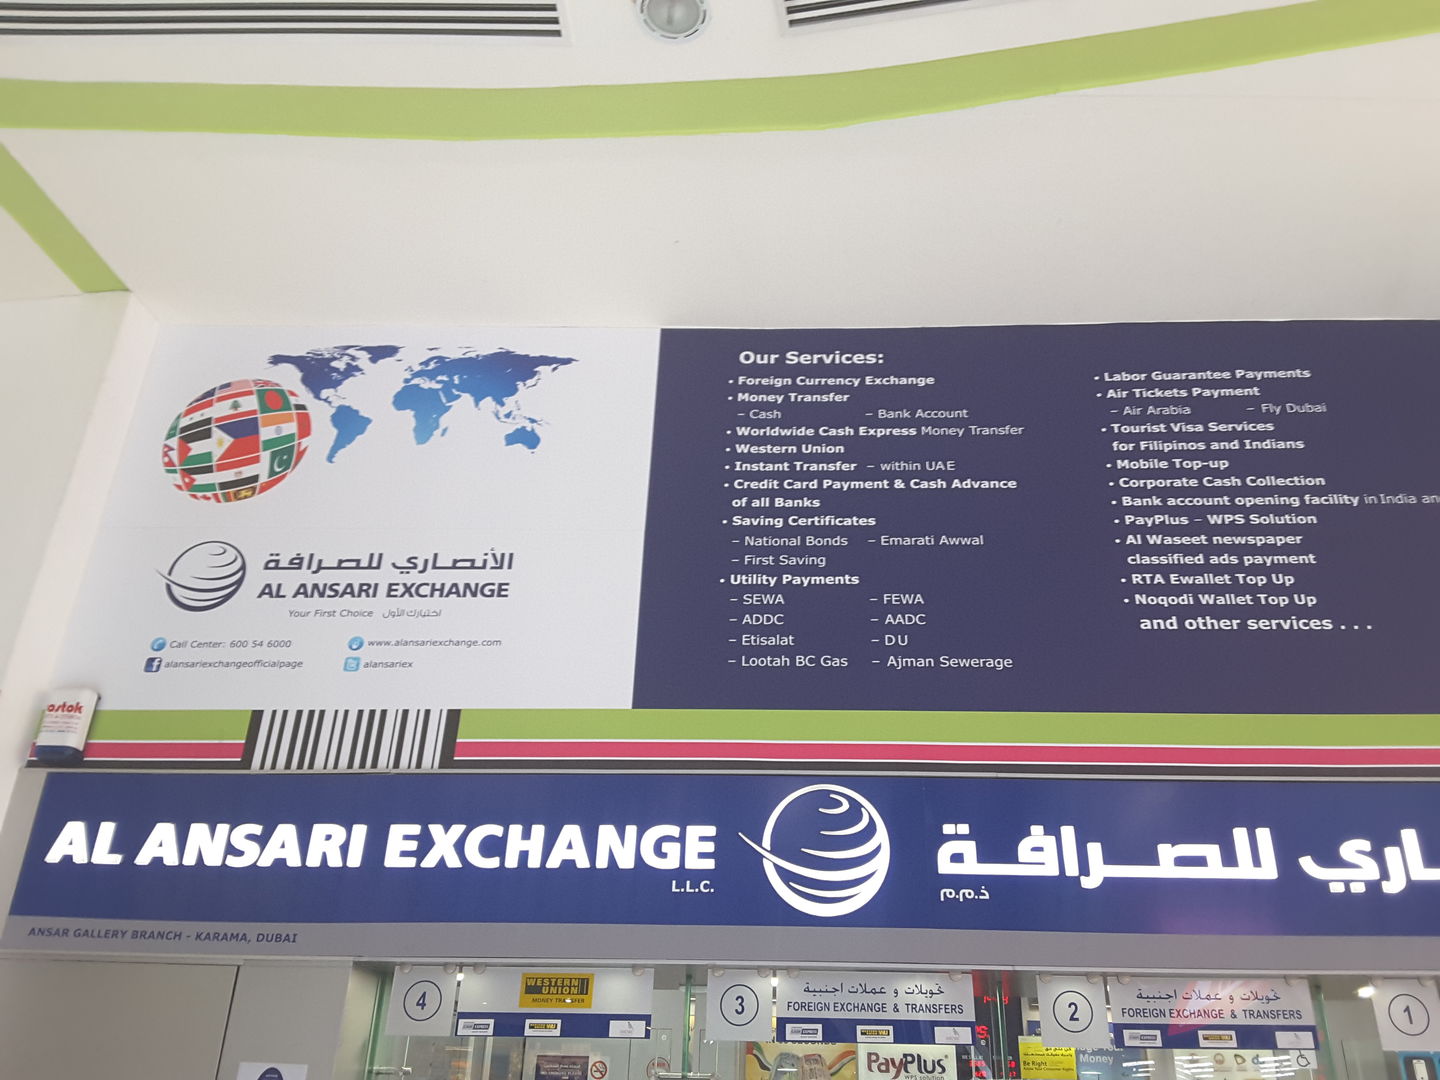 Our Services:
• Foreign Currency Exchange
• Money Transfer
– Cash – Bank Account
• Worldwide Cash Express Money Transfer
• Western Union
• Instant Transfer – within UAE
• Credit Card Payment & Cash Advance
of all Banks
• Saving Certificates
– National Bonds – Emarati Awwal
– First Saving
• Utility Payments
– SEWA – FEWA
– ADDC – AADC
– Etisalat – DU
– Lootah BC Gas – Ajman Sewerage
• Labor Guarantee Payments
• Air Tickets Payment
– Air Arabia – Fly Dubai
• Tourist Visa Services
for Filipinos and Indians
• Mobile Top-up
• Corporate Cash Collection
• Bank account opening facility in India
• PayPlus – WPS Solution
• Al Waseet newspaper
classified ads payment
• RTA Ewallet Top Up
• Noqodi Wallet Top Up
and other services . . .
الأنصاري للصرافة
AL ANSARI EXCHANGE
Your First Choice اختيارك الأول
Call Center: 600 54 6000 www.alansariexchange.com
alansariexchangeofficialpage alansariex
AL ANSARI EXCHANGE
L.L.C.
ـاري للصرافة
ذ.م.م
ANSAR GALLERY BRANCH - KARAMA, DUBAI
4
WESTERN
UNION
MONEY TRANSFER
3
تحويلات و عملات اجنبية
FOREIGN EXCHANGE & TRANSFERS
2
تحويلات و عملات اجنبية
FOREIGN EXCHANGE & TRANSFERS
1
PayPlus
WPS solution
Be Right
Money